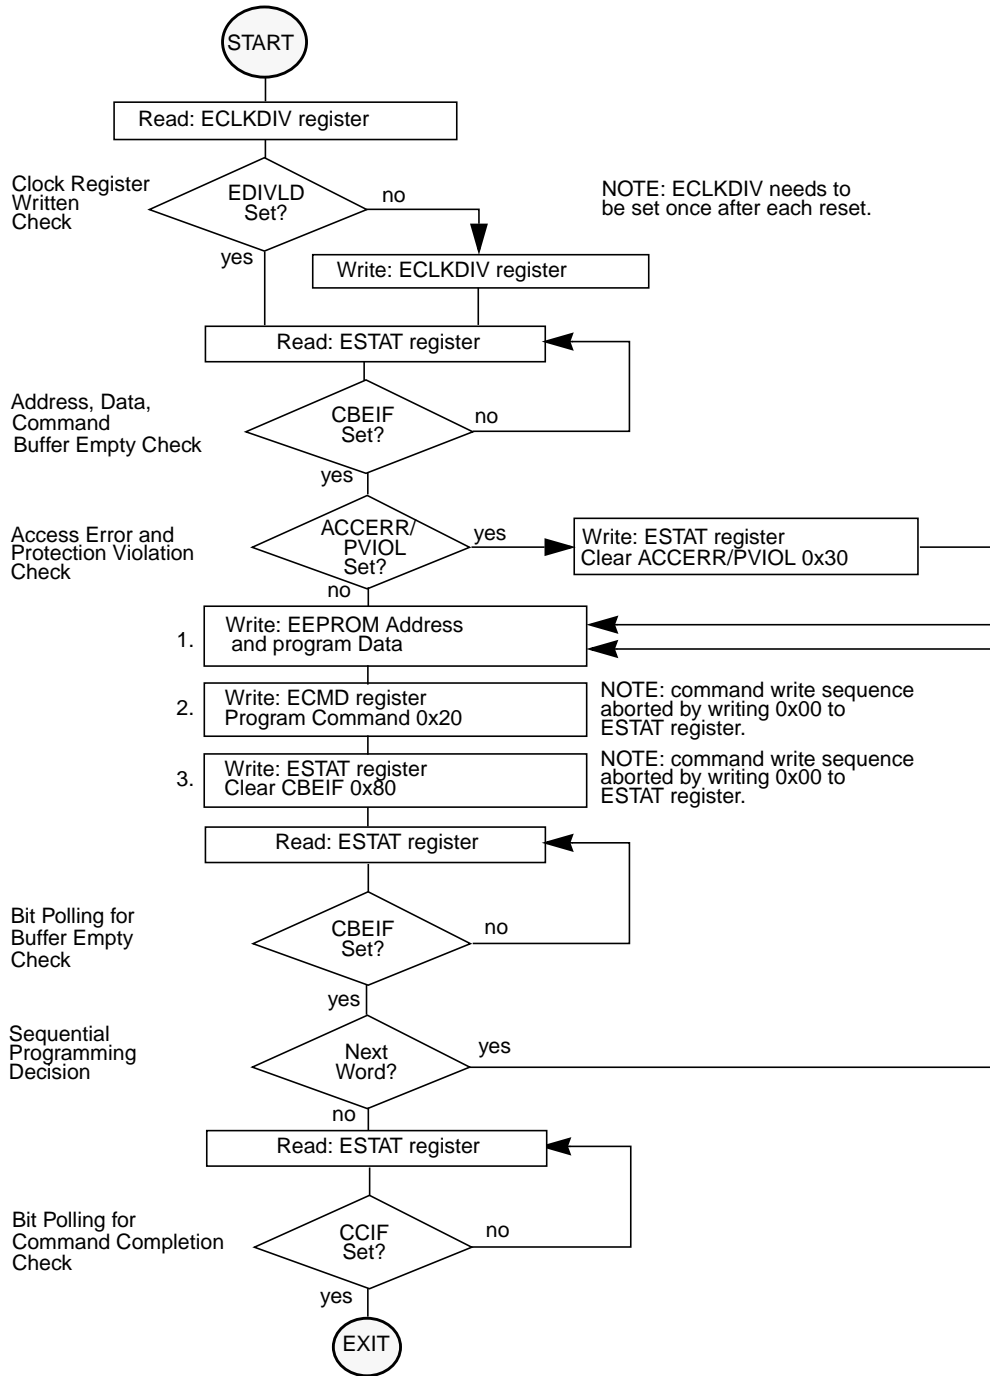 START
Read: ECLKDIV register
Clock Register
Written
Check
EDIVLD
Set?
no
yes
NOTE: ECLKDIV needs to
be set once after each reset.
Write: ECLKDIV register
Read: ESTAT register
Address, Data,
Command
Buffer Empty Check
CBEIF
Set?
no
yes
Access Error and
Protection Violation
Check
ACCERR/
PVIOL
Set?
yes
no
Write: ESTAT register
Clear ACCERR/PVIOL 0x30
1.
Write: EEPROM Address
and program Data
2.
Write: ECMD register
Program Command 0x20
NOTE: command write sequence
aborted by writing 0x00 to
ESTAT register.
3.
Write: ESTAT register
Clear CBEIF 0x80
NOTE: command write sequence
aborted by writing 0x00 to
ESTAT register.
Read: ESTAT register
Bit Polling for
Buffer Empty
Check
CBEIF
Set?
no
yes
Sequential
Programming
Decision
Next
Word?
yes
no
Read: ESTAT register
Bit Polling for
Command Completion
Check
CCIF
Set?
no
yes
EXIT